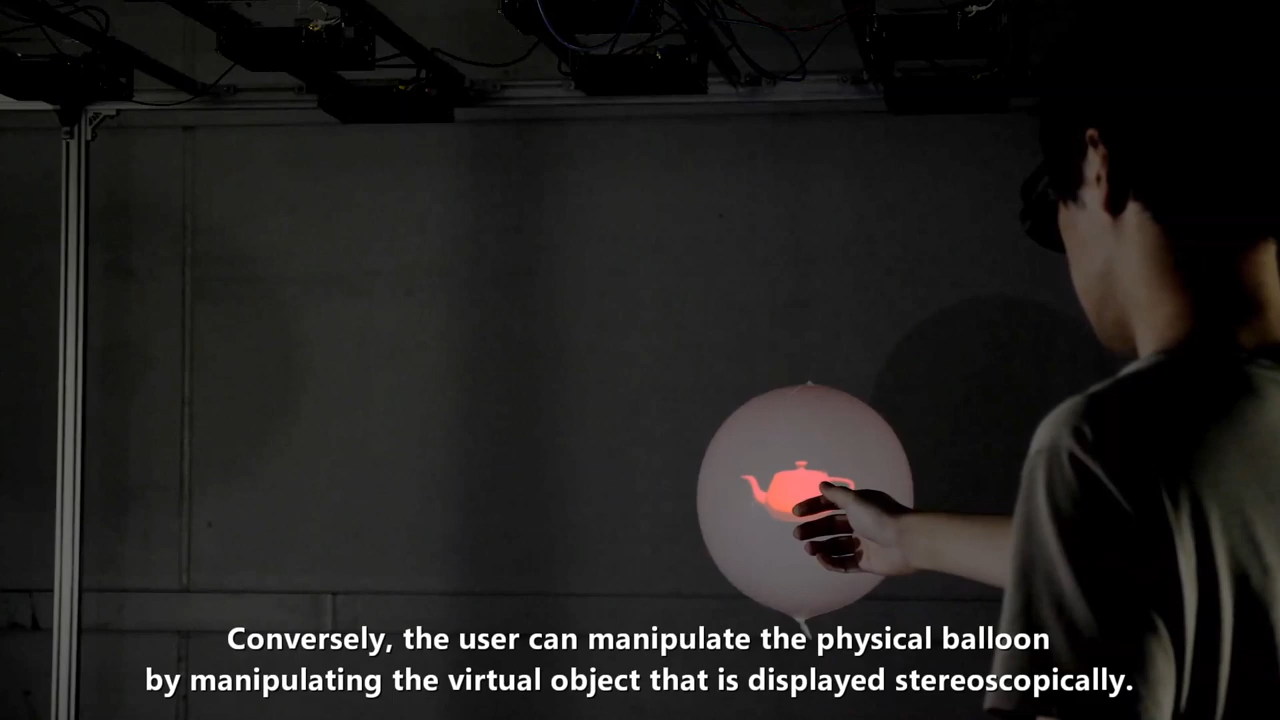 Conversely, the user can manipulate the physical balloon
by manipulating the virtual object that is displayed stereoscopically.